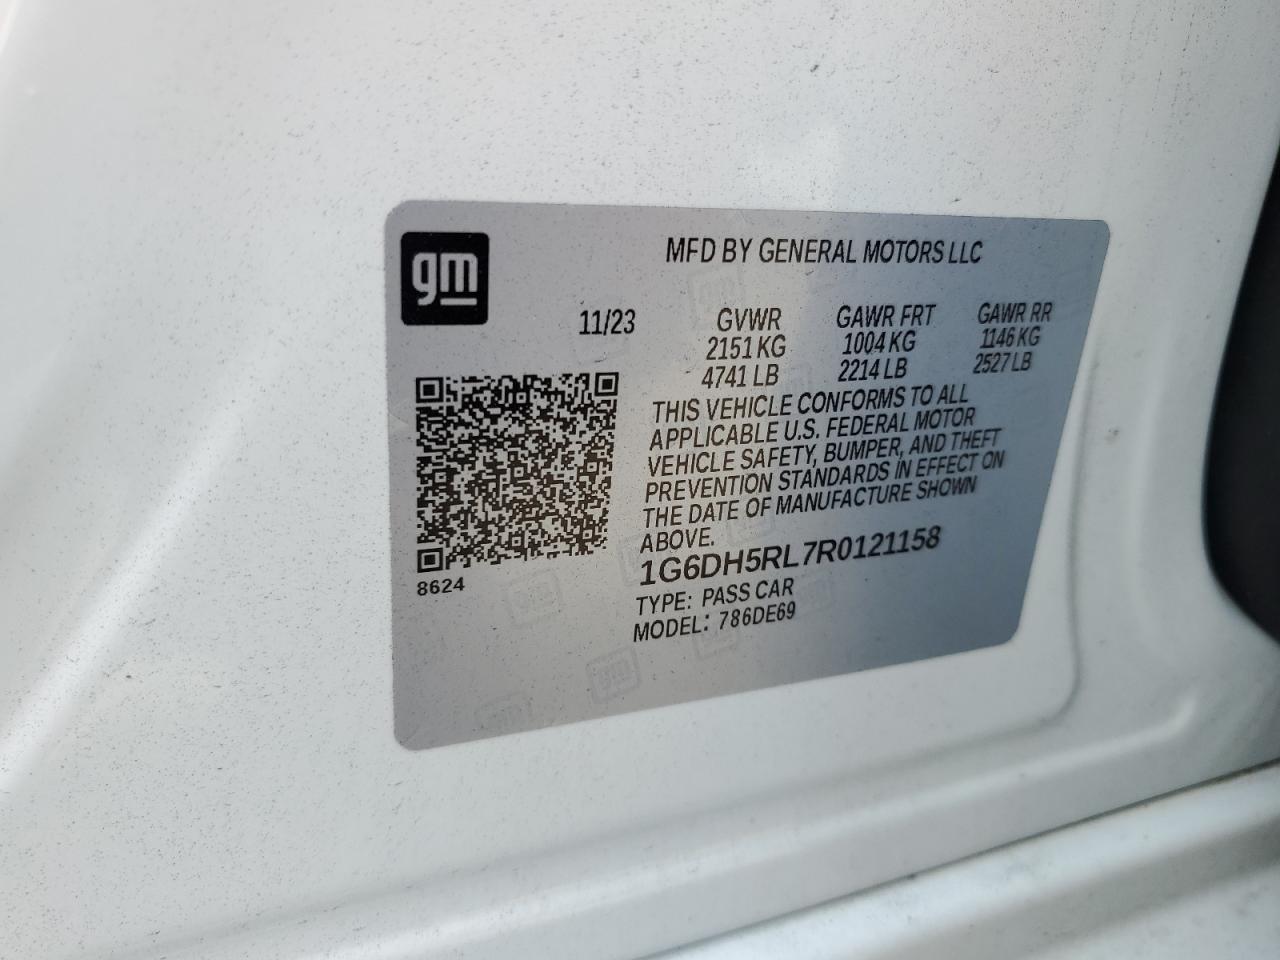 gm
MFD BY GENERAL MOTORS LLC
11/23 GVWR GAWR FRT GAWR RR
2151 KG 1004 KG 1146 KG
4741 LB 2214 LB 2527 LB
THIS VEHICLE CONFORMS TO ALL
APPLICABLE U.S. FEDERAL MOTOR
VEHICLE SAFETY, BUMPER, AND THEFT
PREVENTION STANDARDS IN EFFECT ON
THE DATE OF MANUFACTURE SHOWN
ABOVE.
1G6DH5RL7R0121158
8624
TYPE: PASS CAR
MODEL: 786DE69